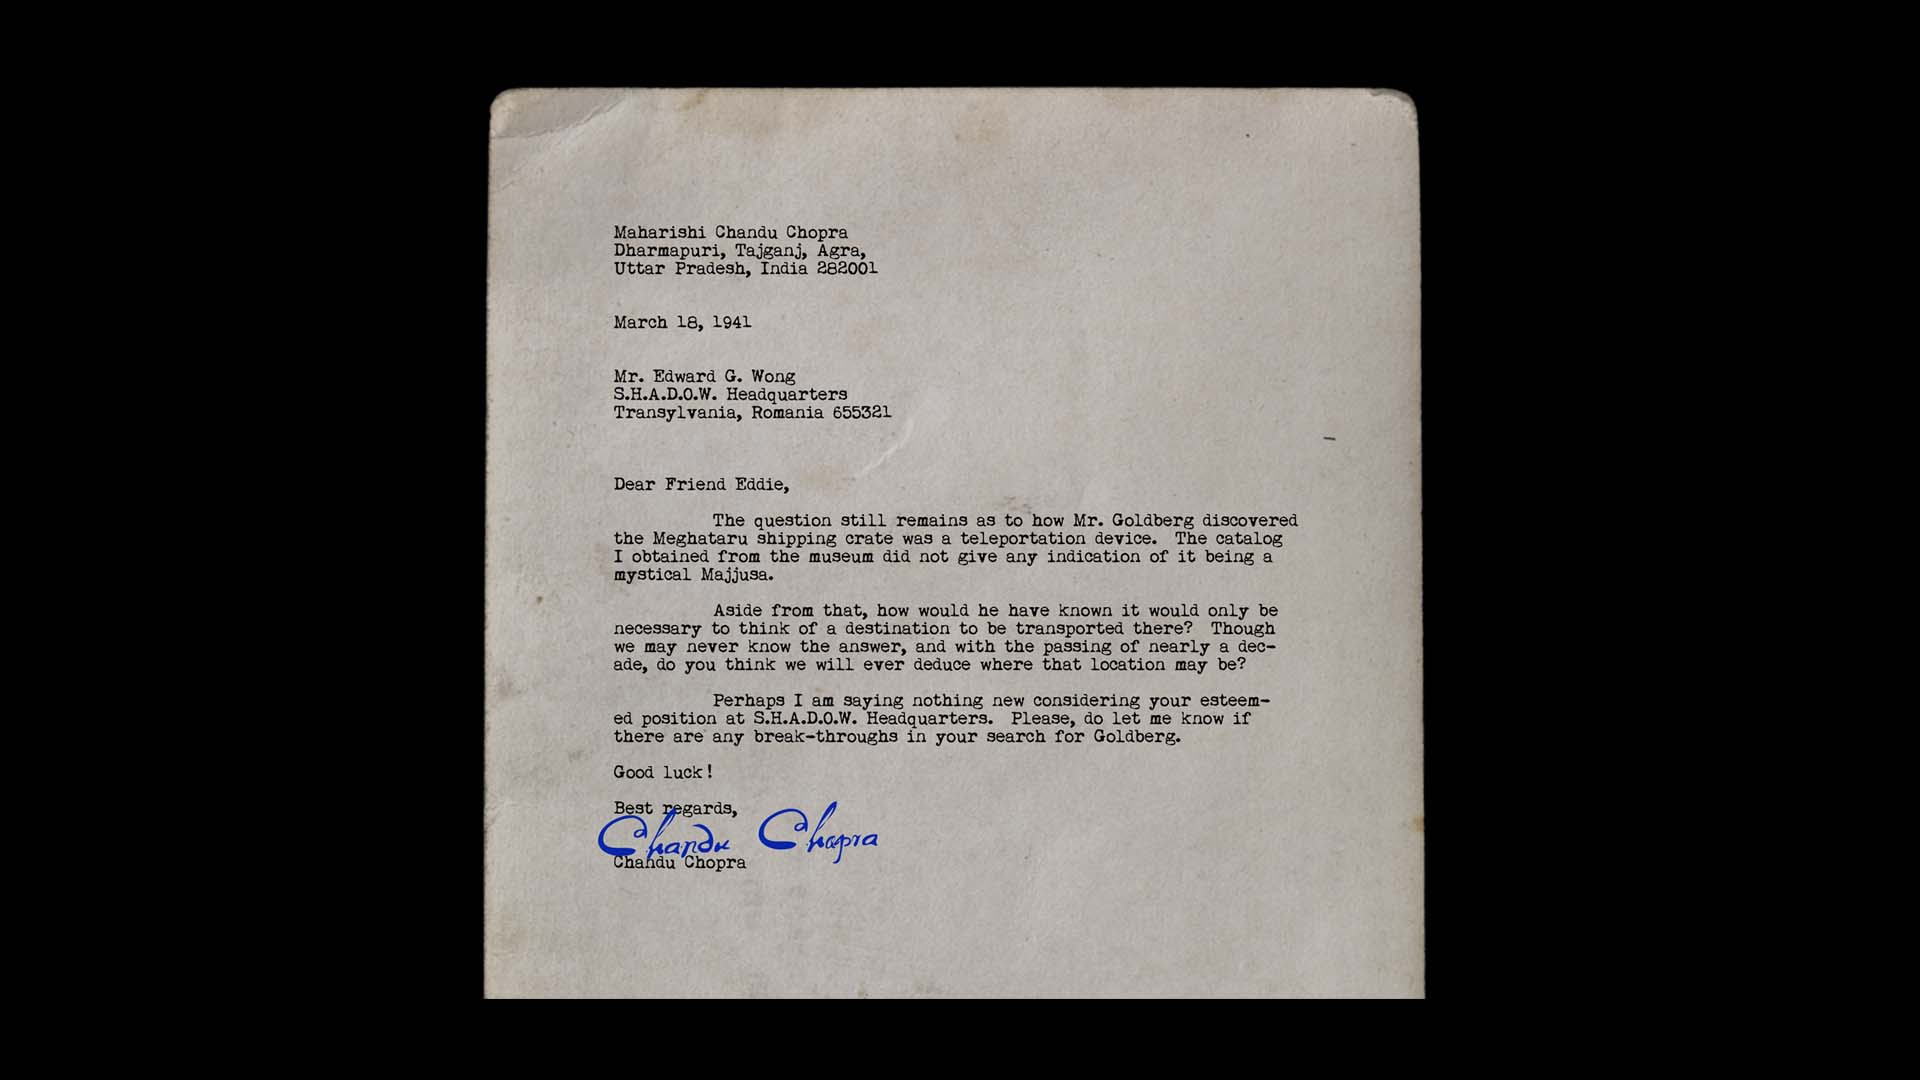 Maharishi Chandu Chopra
Dharmapuri, Tajganj, Agra,
Uttar Pradesh, India 282001
March 18, 1941
Mr. Edward G. Wong
S.H.A.D.O.W. Headquarters
Transylvania, Romania 655321
Dear Friend Eddie,
The question still remains as to how Mr. Goldberg discovered
the Meghataru shipping crate was a teleportation device.  The catalog
I obtained from the museum did not give any indication of it being a
mystical Majjusa.
Aside from that, how would he have known it would only be
necessary to think of a destination to be transported there?  Though
we may never know the answer, and with the passing of nearly a dec-
ade, do you think we will ever deduce where that location may be?
Perhaps I am saying nothing new considering your esteem-
ed position at S.H.A.D.O.W. Headquarters.  Please, do let me know if
there are any break-throughs in your search for Goldberg.
Good luck!
Best regards,
Chandu Chopra
Chandu Chopra